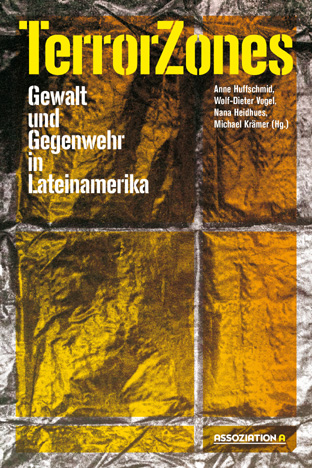 TerrorZones
Gewalt
und
Gegenwehr
in
Lateinamerika
Anne Huffschmid,
Wolf-Dieter Vogel,
Nana Heidhues,
Michael Krämer (Hg.)
ASSOZIATION A